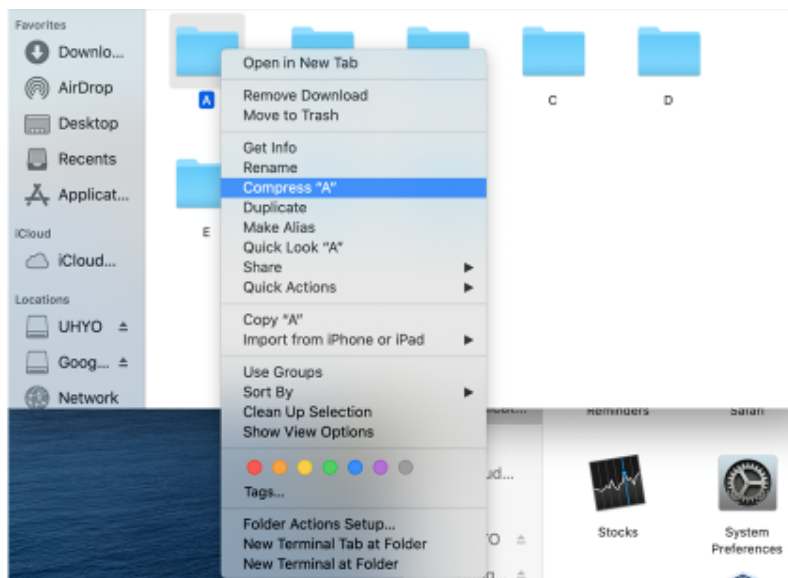 Favorites
Downlo...
AirDrop
Desktop
Recents
Applicat...
iCloud
iCloud...
Locations
UHYO
Goog...
Network
A
C
D
E
Open in New Tab
Remove Download
Move to Trash
Get Info
Rename
Compress "A"
Duplicate
Make Alias
Quick Look "A"
Share
Quick Actions
Copy "A"
Import from iPhone or iPad
Use Groups
Sort By
Clean Up Selection
Show View Options
Tags...
Folder Actions Setup...
New Terminal Tab at Folder
New Terminal at Folder
Reminders
Safari
Stocks
System
Preferences